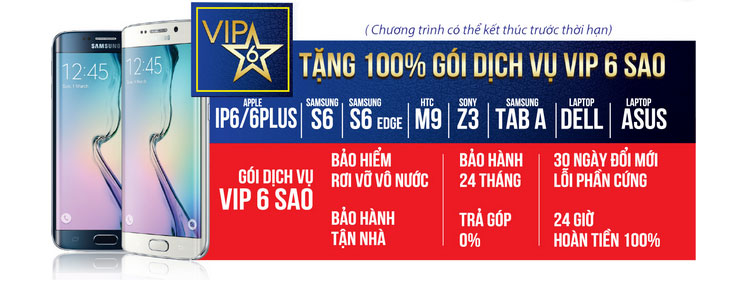 ( Chương trình có thể kết thúc trước thời hạn)
VIP
6
TẶNG 100% GÓI DỊCH VỤ VIP 6 SAO
APPLE
IP6/6PLUS
SAMSUNG
S6
SAMSUNG
S6 EDGE
HTC
M9
SONY
Z3
SAMSUNG
TAB A
LAPTOP
DELL
LAPTOP
ASUS
GÓI DỊCH VỤ
VIP 6 SAO
BẢO HIỂM
RƠI VỠ VÔ NƯỚC
BẢO HÀNH
24 THÁNG
30 NGÀY ĐỔI MỚI
LỖI PHẦN CỨNG
BẢO HÀNH
TẬN NHÀ
TRẢ GÓP
0%
24 GIỜ
HOÀN TIỀN 100%
SAMSUNG
12:45
SAMSUNG
12:45